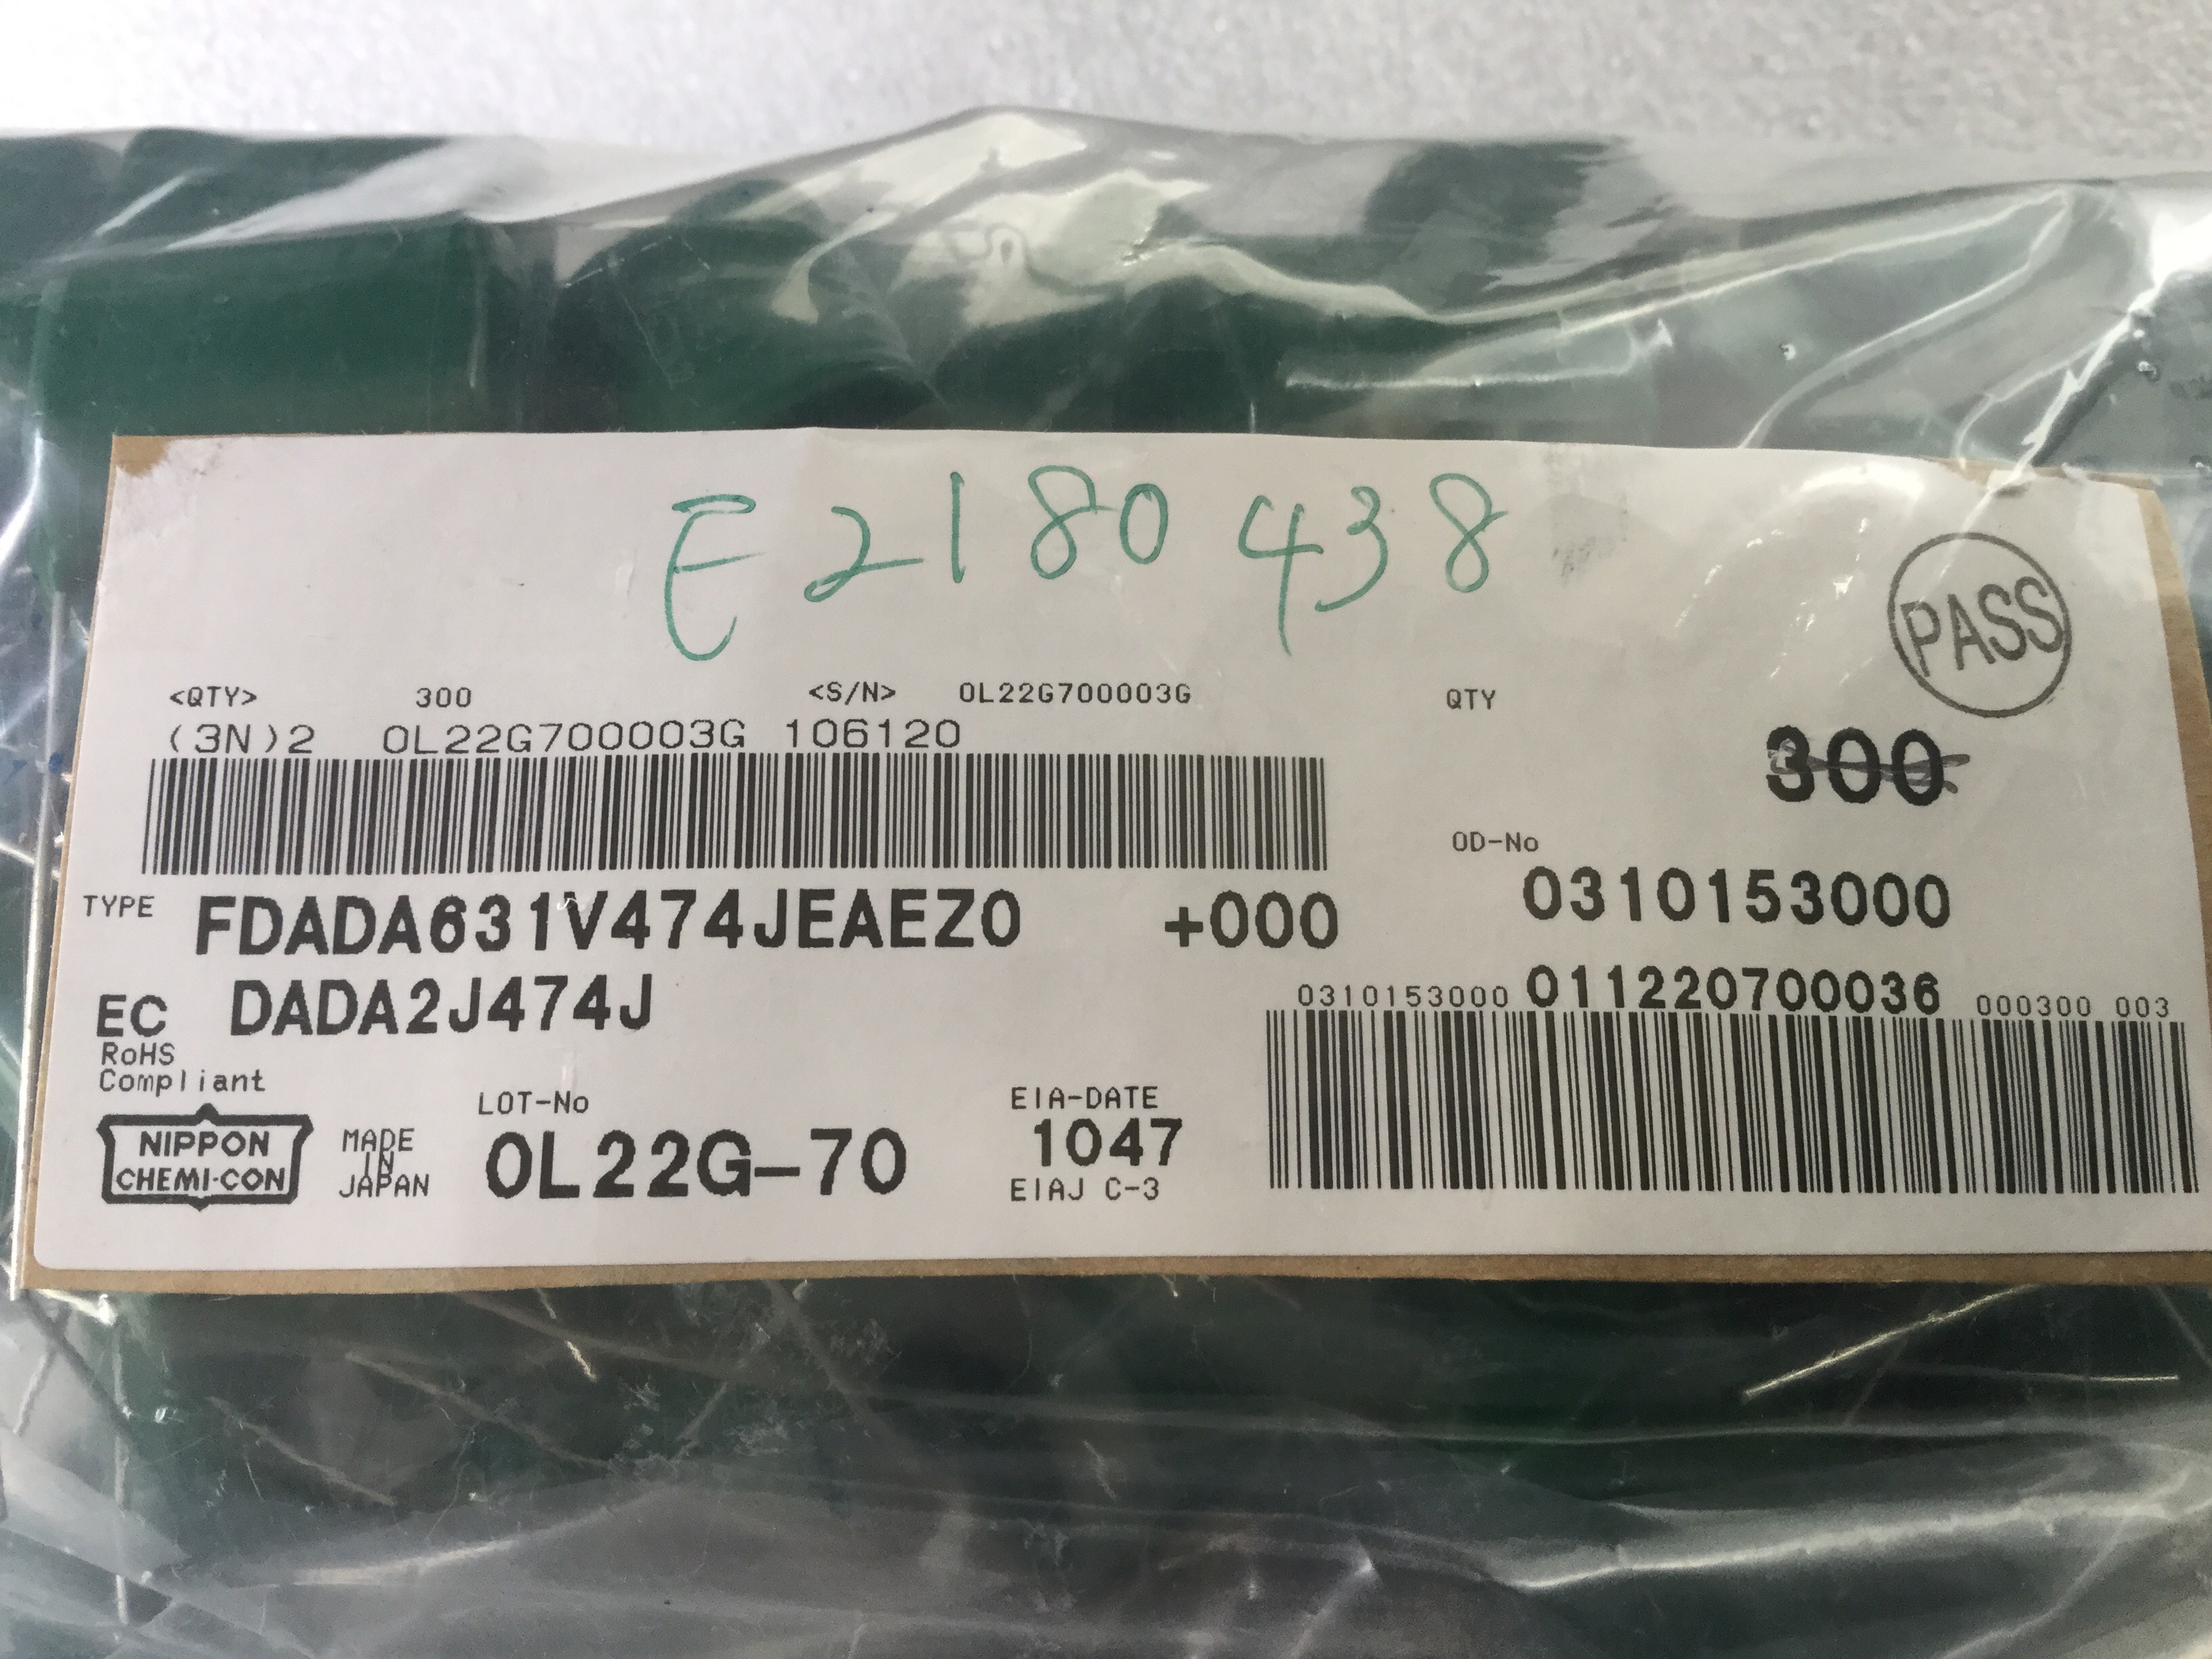 E2180438
PASS
<QTY> 300 <S/N> 0L22G700003G QTY
(3N)2 0L22G700003G 106120
300
OD-No
0310153000
TYPE FDADA631V474JEAEZ0 +000
EC DADA2J474J
0310153000 011220700036 000300 003
RoHS
Compliant
NIPPON
CHEMI-CON
MADE
IN
JAPAN
LOT-No
0L22G-70
EIA-DATE
1047
EIAJ C-3